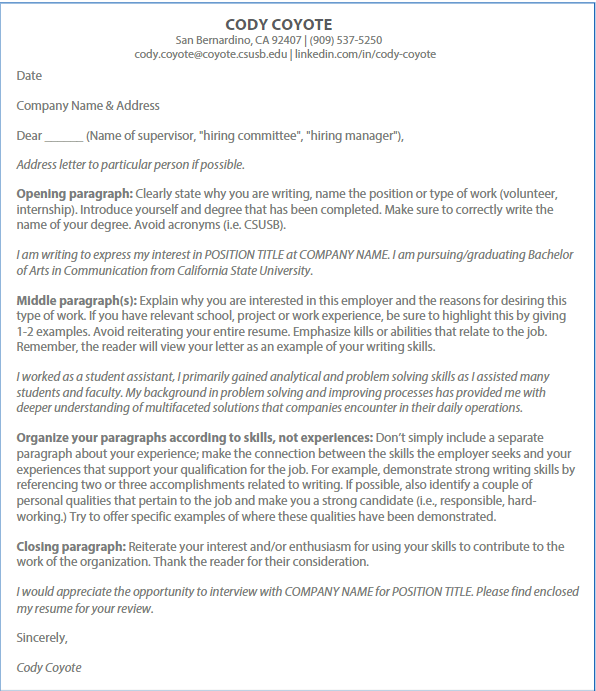 CODY COYOTE
San Bernardino, CA 92407 | (909) 537-5250
cody.coyote@coyote.csusb.edu | linkedin.com/in/cody-coyote
Date
Company Name & Address
Dear ______ (Name of supervisor, "hiring committee", "hiring manager"),
Address letter to particular person if possible.
Opening paragraph: Clearly state why you are writing, name the position or type of work (volunteer,
internship). Introduce yourself and degree that has been completed. Make sure to correctly write the
name of your degree. Avoid acronyms (i.e. CSUSB).
I am writing to express my interest in POSITION TITLE at COMPANY NAME. I am pursuing/graduating Bachelor
of Arts in Communication from California State University.
MIddle paragraph(s): Explain why you are interested in this employer and the reasons for desiring this
type of work. If you have relevant school, project or work experience, be sure to highlight this by giving
1-2 examples. Avoid reiterating your entire resume. Emphasize kills or abilities that relate to the job.
Remember, the reader will view your letter as an example of your writing skills.
I worked as a student assistant, I primarily gained analytical and problem solving skills as I assisted many
students and faculty. My background in problem solving and improving processes has provided me with
deeper understanding of multifaceted solutions that companies encounter in their daily operations.
Organize your paragraphs according to skills, not experiences: Don't simply include a separate
paragraph about your experience; make the connection between the skills the employer seeks and your
experiences that support your qualification for the job. For example, demonstrate strong writing skills by
referencing two or three accomplishments related to writing. If possible, also identify a couple of
personal qualities that pertain to the job and make you a strong candidate (i.e., responsible, hard-
working.) Try to offer specific examples of where these qualities have been demonstrated.
Closing paragraph: Reiterate your interest and/or enthusiasm for using your skills to contribute to the
work of the organization. Thank the reader for their consideration.
I would appreciate the opportunity to interview with COMPANY NAME for POSITION TITLE. Please find enclosed
my resume for your review.
Sincerely,
Cody Coyote